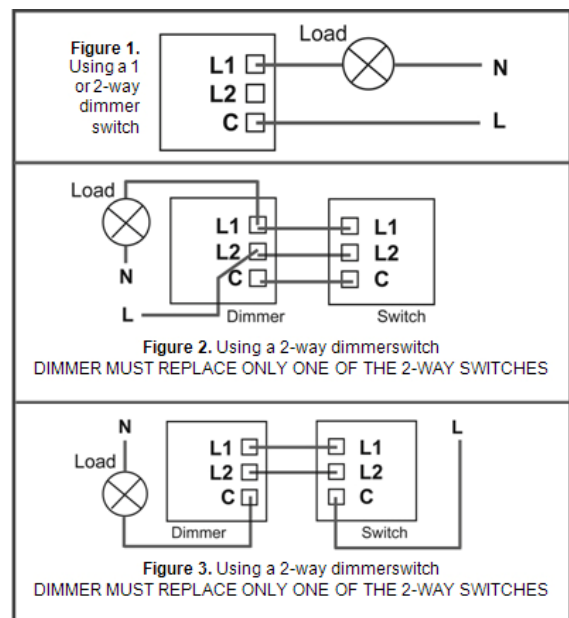 Figure 1.
Using a 1
or 2-way
dimmer
switch
Load
L1
N
L2
C
L
Load
L1
L1
L2
L2
N
C
C
L
Dimmer
Switch
Figure 2. Using a 2-way dimmerswitch
DIMMER MUST REPLACE ONLY ONE OF THE 2-WAY SWITCHES
N
L
L1
L1
Load
L2
L2
C
C
Dimmer
Switch
Figure 3. Using a 2-way dimmerswitch
DIMMER MUST REPLACE ONLY ONE OF THE 2-WAY SWITCHES